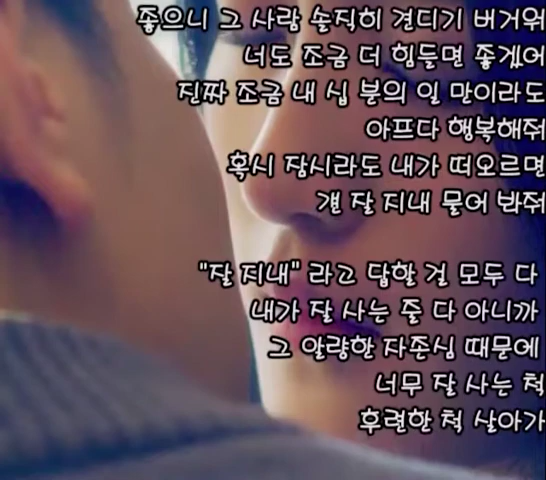 좋으니 그 사람 솔직히 견디기 버거워
너도 조금 더 힘들면 좋겠어
진짜 조금 내 십 분의 일 만이라도
아프다 행복해줘
혹시 잠시라도 내가 떠오르면
걘 잘 지내 물어 봐줘
"잘 지내" 라고 답할 걸 모두 다
내가 잘 사는 줄 다 아니까
그 알량한 자존심 때문에
너무 잘 사는 척
후련한 척 살아가